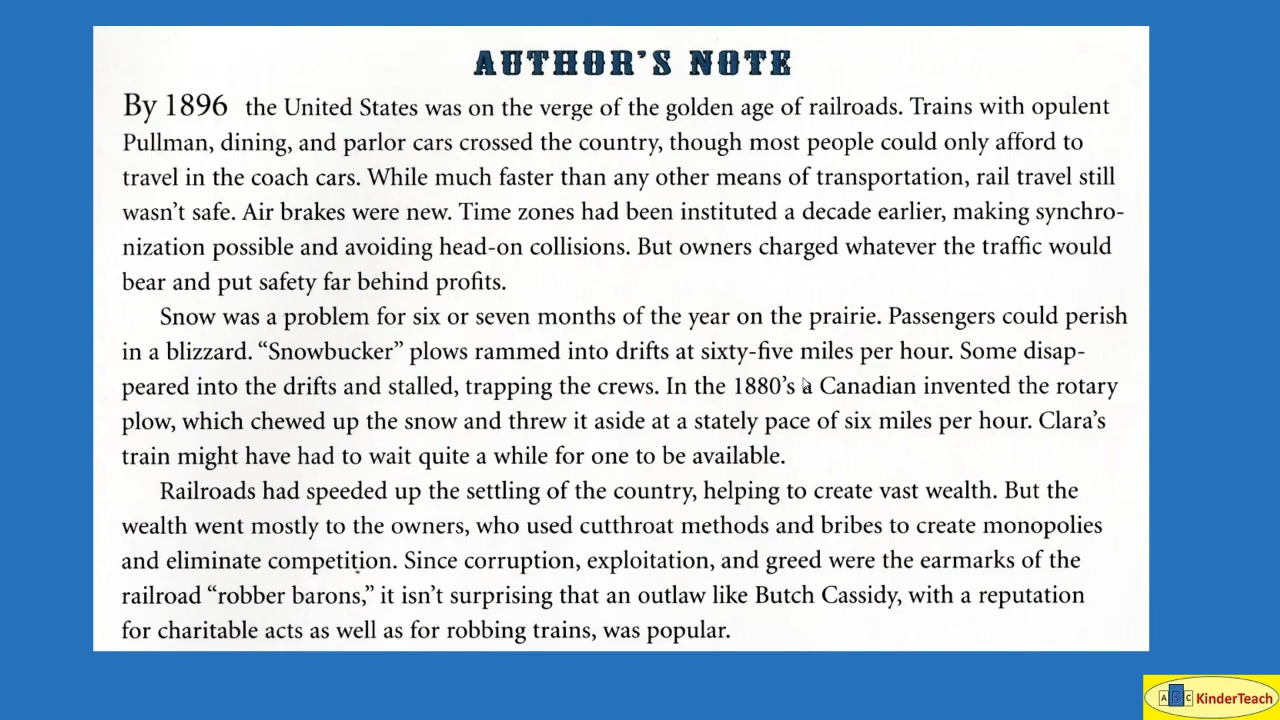 AUTHOR'S NOTE
By 1896 the United States was on the verge of the golden age of railroads. Trains with opulent
Pullman, dining, and parlor cars crossed the country, though most people could only afford to
travel in the coach cars. While much faster than any other means of transportation, rail travel still
wasn't safe. Air brakes were new. Time zones had been instituted a decade earlier, making synchro-
nization possible and avoiding head-on collisions. But owners charged whatever the traffic would
bear and put safety far behind profits.
Snow was a problem for six or seven months of the year on the prairie. Passengers could perish
in a blizzard. “Snowbucker” plows rammed into drifts at sixty-five miles per hour. Some disap-
peared into the drifts and stalled, trapping the crews. In the 1880's a Canadian invented the rotary
plow, which chewed up the snow and threw it aside at a stately pace of six miles per hour. Clara's
train might have had to wait quite a while for one to be available.
Railroads had speeded up the settling of the country, helping to create vast wealth. But the
wealth went mostly to the owners, who used cutthroat methods and bribes to create monopolies
and eliminate competition. Since corruption, exploitation, and greed were the earmarks of the
railroad “robber barons,” it isn't surprising that an outlaw like Butch Cassidy, with a reputation
for charitable acts as well as for robbing trains, was popular.
ABC KinderTeach